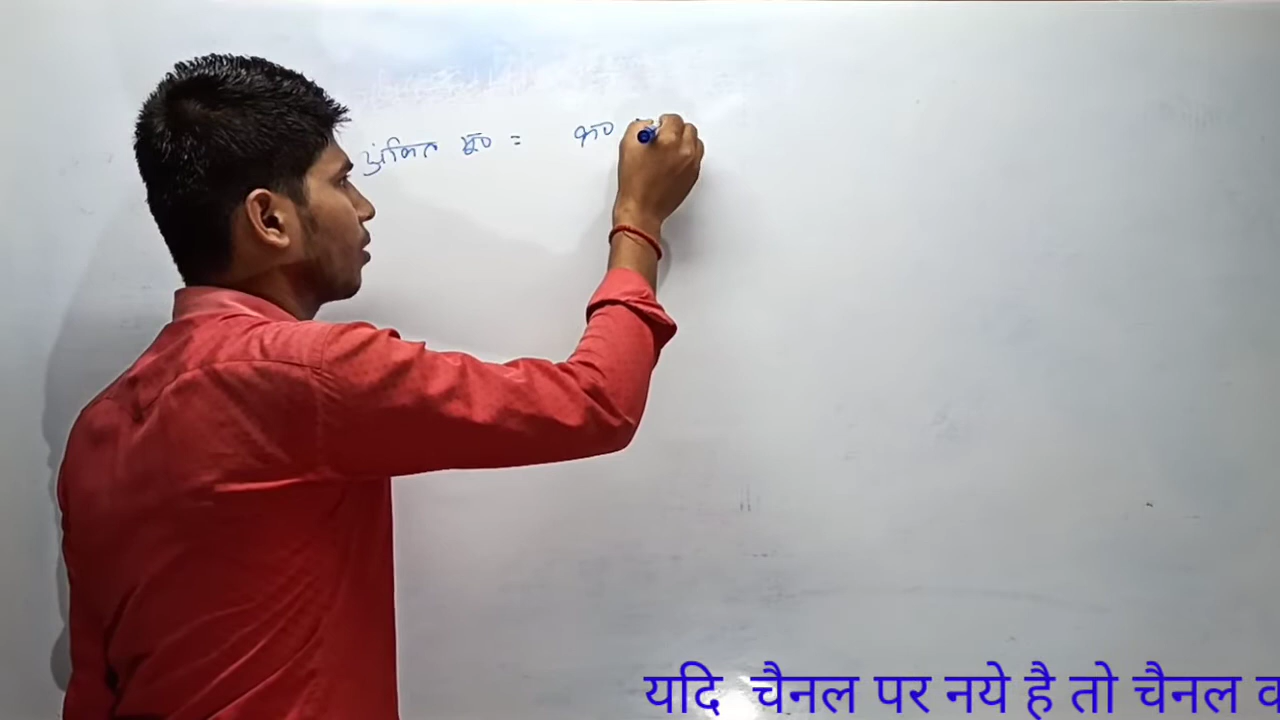 अंकित मू० = क्र०
यदि चैनल पर नये है तो चैनल व